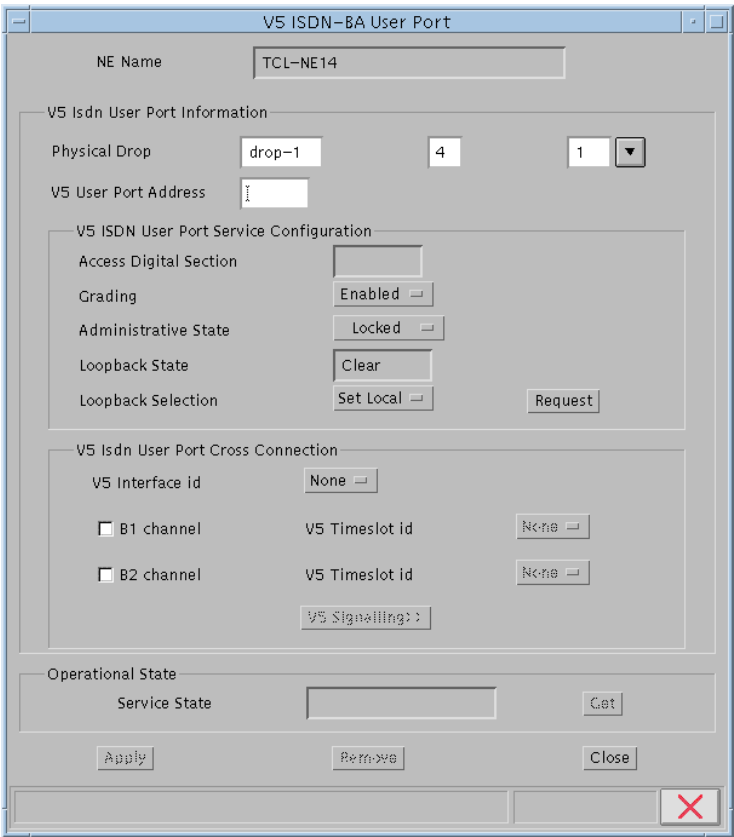 V5 ISDN-BA User Port
NE Name TCL-NE14
V5 Isdn User Port Information
Physical Drop drop-1 4 1
V5 User Port Address
V5 ISDN User Port Service Configuration
Access Digital Section
Grading Enabled
Administrative State Locked
Loopback State Clear
Loopback Selection Set Local Request
V5 Isdn User Port Cross Connection
V5 Interface id None
B1 channel V5 Timeslot id None
B2 channel V5 Timeslot id None
V5 Signalling>>
Operational State
Service State Get
Apply Remove Close